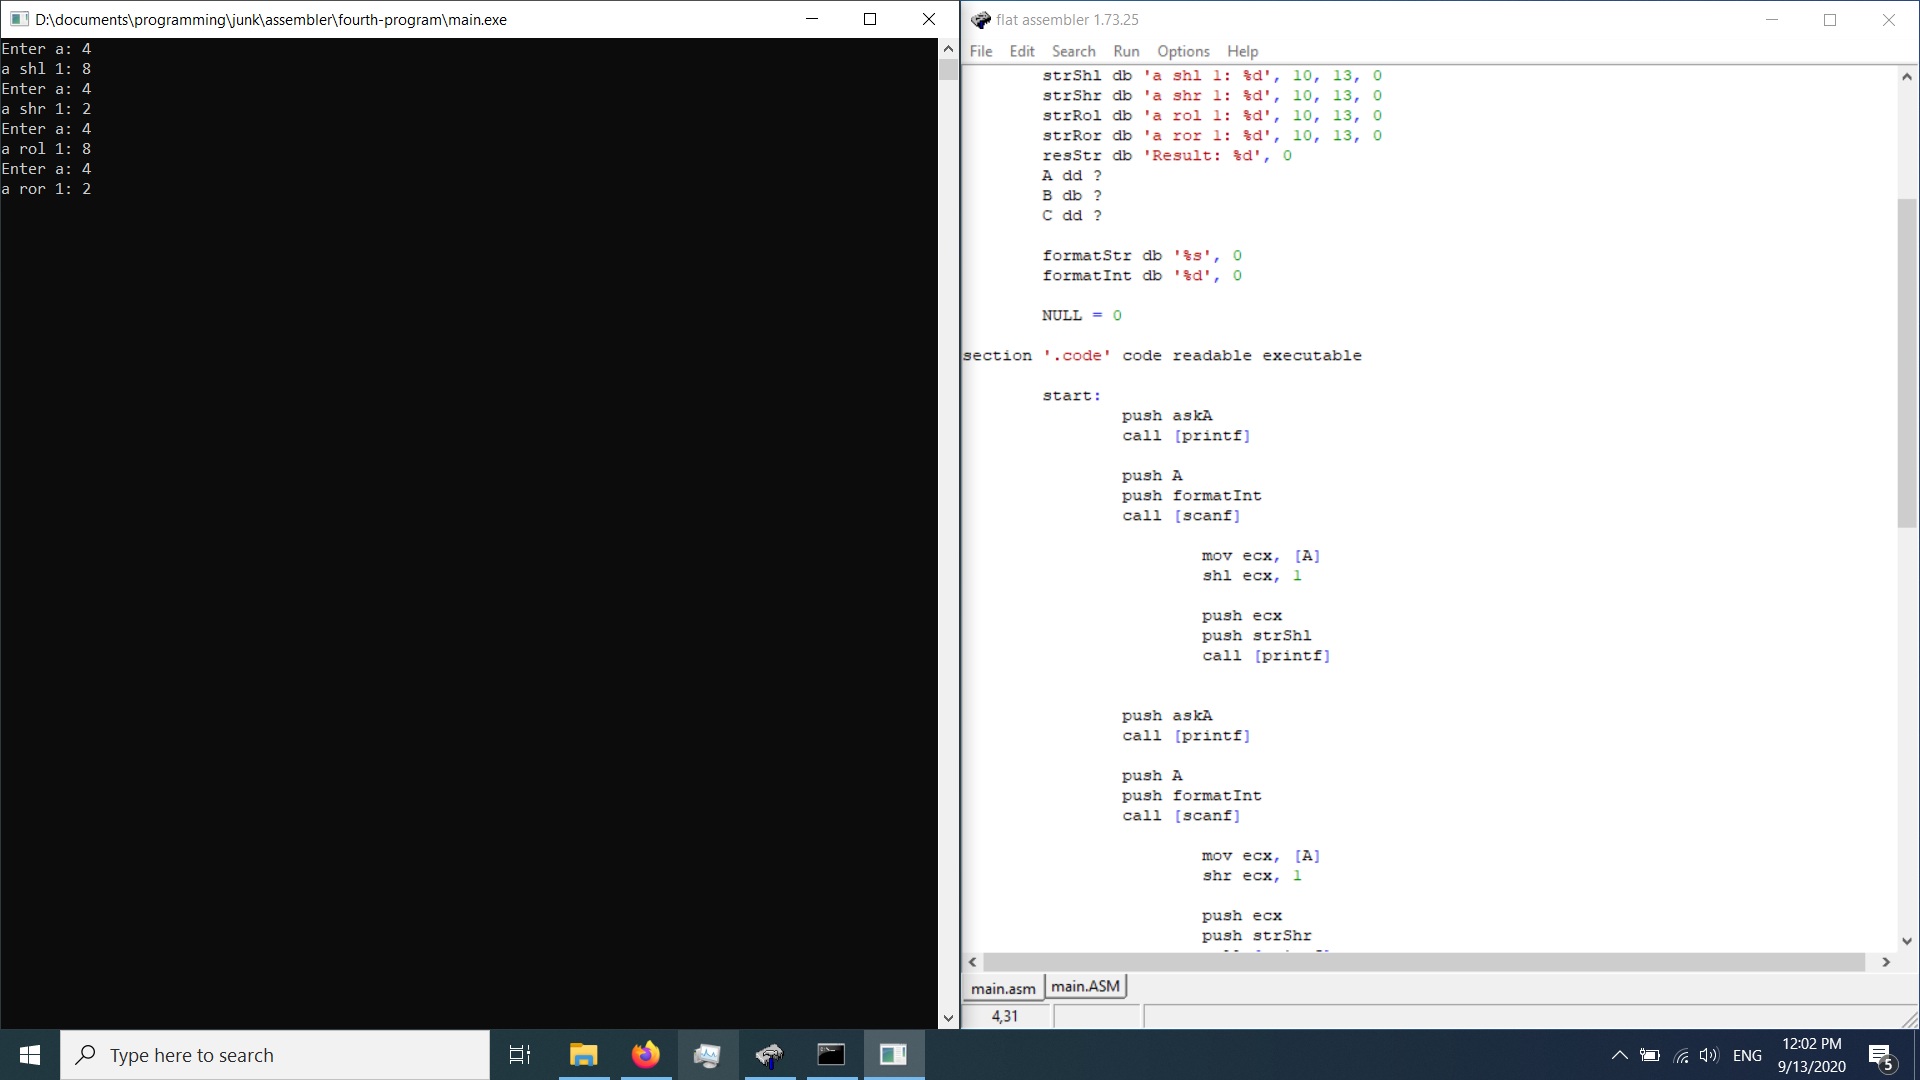 D:\documents\programming\junk\assembler\fourth-program\main.exe
Enter a: 4
a shl 1: 8
Enter a: 4
a shr 1: 2
Enter a: 4
a rol 1: 8
Enter a: 4
a ror 1: 2
flat assembler 1.73.25
File Edit Search Run Options Help
strShl db 'a shl 1: %d', 10, 13, 0
strShr db 'a shr 1: %d', 10, 13, 0
strRol db 'a rol 1: %d', 10, 13, 0
strRor db 'a ror 1: %d', 10, 13, 0
resStr db 'Result: %d', 0
A dd ?
B db ?
C dd ?
formatStr db '%s', 0
formatInt db '%d', 0
NULL = 0
section '.code' code readable executable
start:
push askA
call [printf]
push A
push formatInt
call [scanf]
mov ecx, [A]
shl ecx, 1
push ecx
push strShl
call [printf]
push askA
call [printf]
push A
push formatInt
call [scanf]
mov ecx, [A]
shr ecx, 1
push ecx
push strShr
main.asm main.ASM
4,31
Type here to search
ENG
12:02 PM
9/13/2020
5